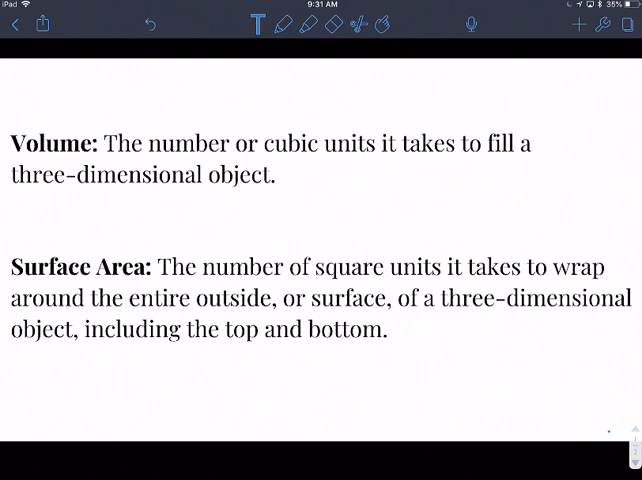 iPad 9:31 AM 35%
T
Volume: The number or cubic units it takes to fill a
three-dimensional object.
Surface Area: The number of square units it takes to wrap
around the entire outside, or surface, of a three-dimensional
object, including the top and bottom.